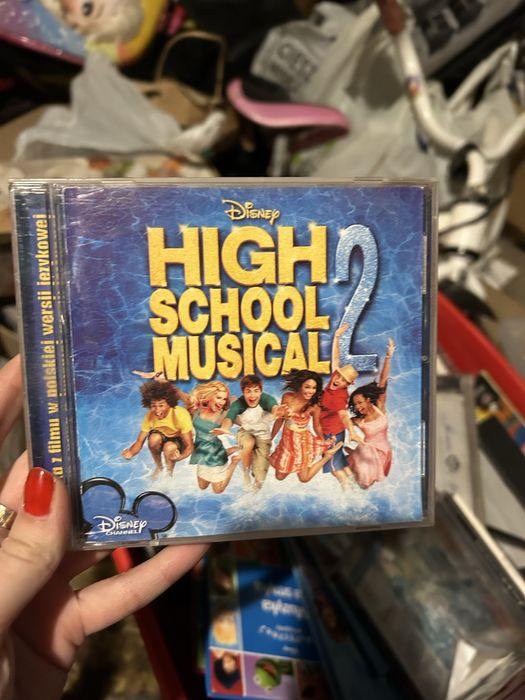 Disney
HIGH
SCHOOL
MUSICAL 2
z filmu w polskiej wersji językowej
Disney
CHANNEL